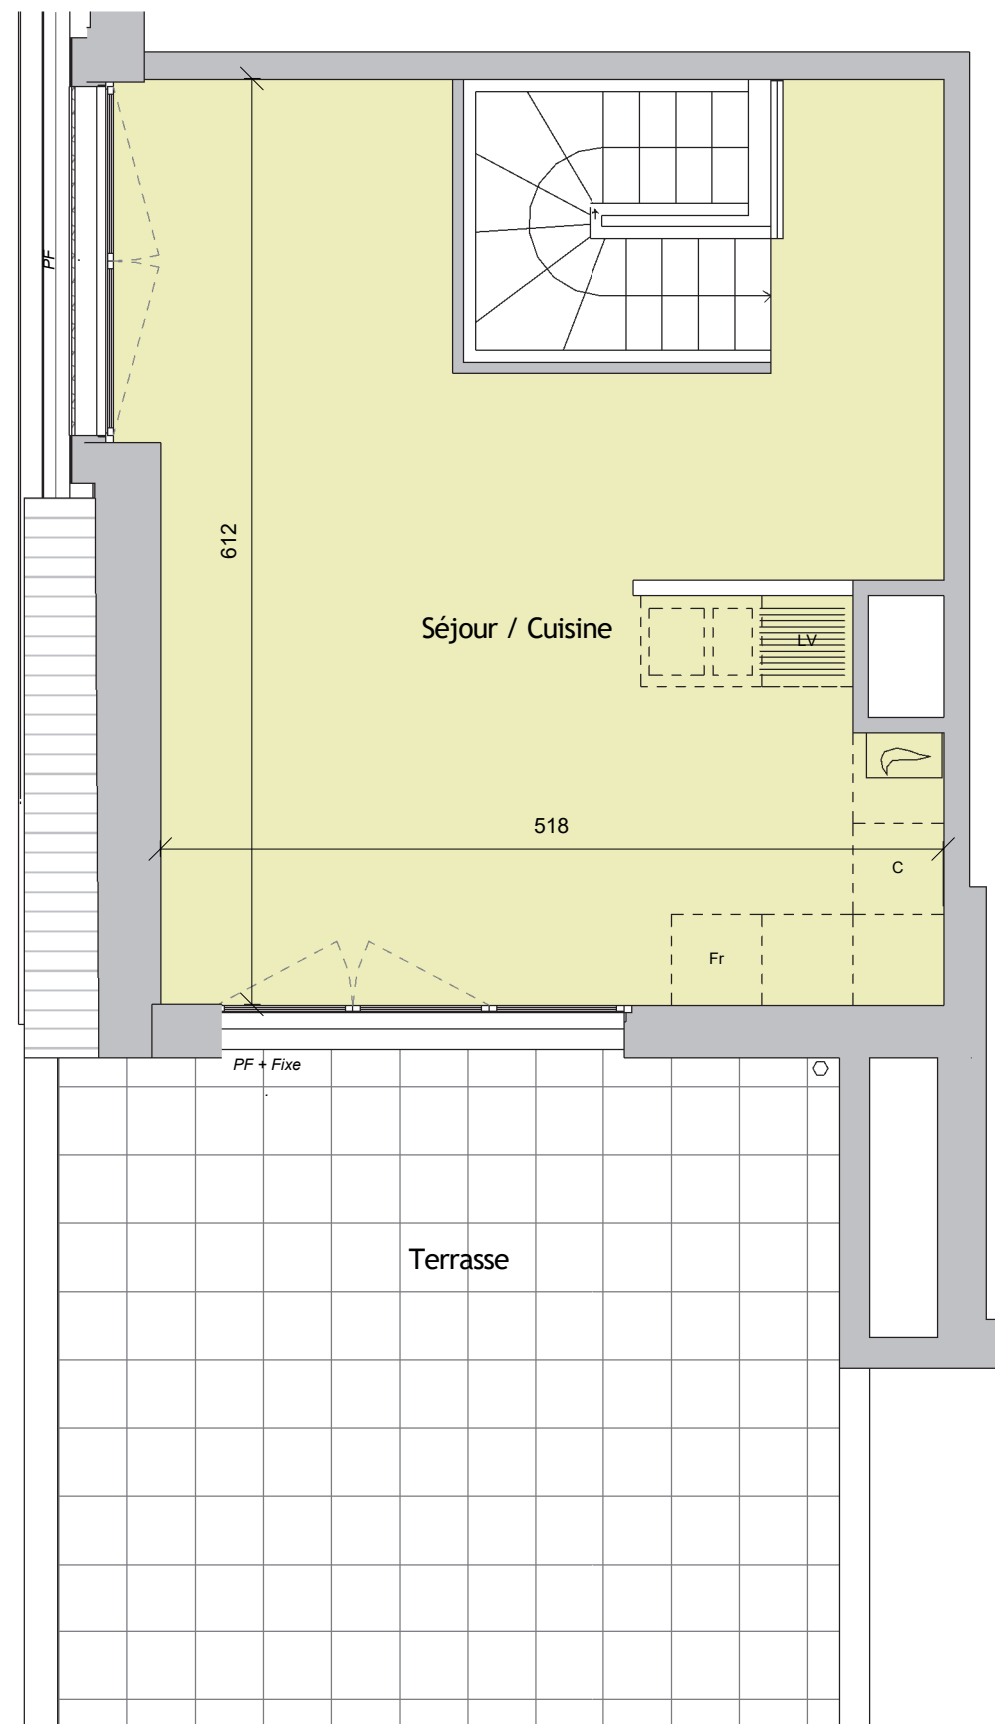 PF
612
Séjour / Cuisine
LV
518
C
Fr
PF + Fixe
Terrasse